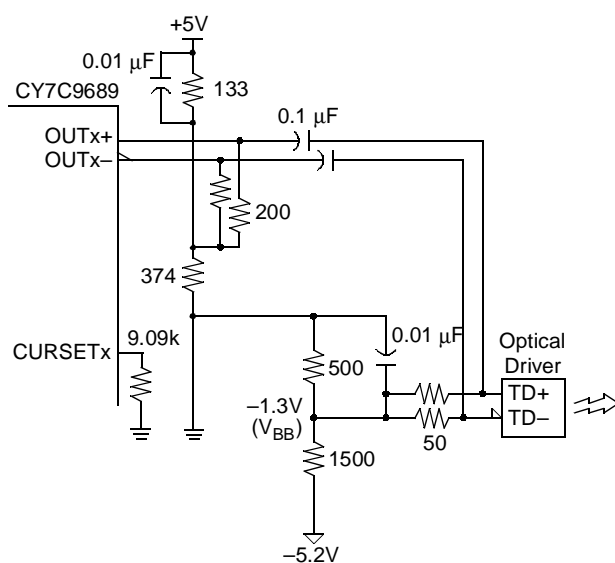 +5V
0.01 μF
CY7C9689
133
0.1 μF
OUTx+
OUTx–
200
374
9.09k
0.01 μF
Optical
Driver
CURSETx
500
TD+
–1.3V
TD–
(VBB)
50
1500
–5.2V